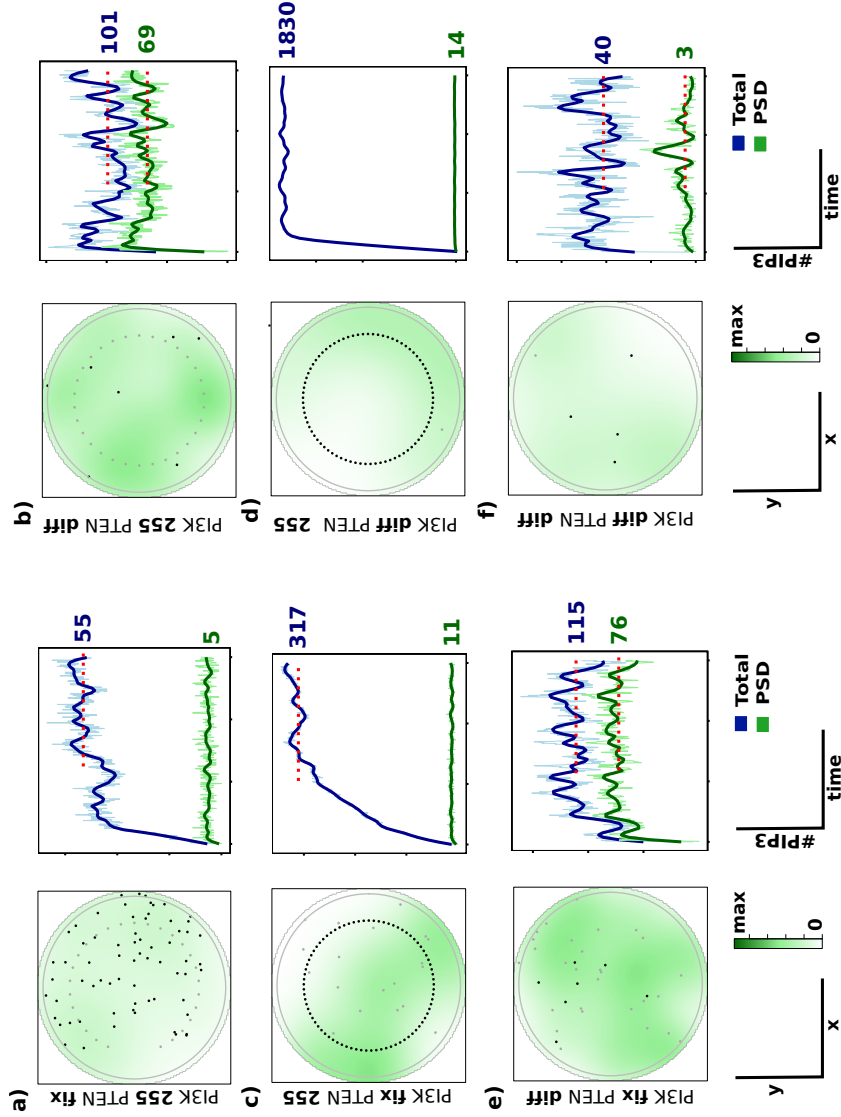 a)
PI3K 255 PTEN fix
55
5
b)
PI3K 255 PTEN diff
101
69
c)
PI3K fix PTEN 255
317
11
d)
PI3K diff PTEN 255
1830
14
e)
PI3K fix PTEN diff
115
76
f)
PI3K diff PTEN diff
40
3
y
x
max
0
#PIP3
time
Total
PSD
y
x
max
0
#PIP3
time
Total
PSD